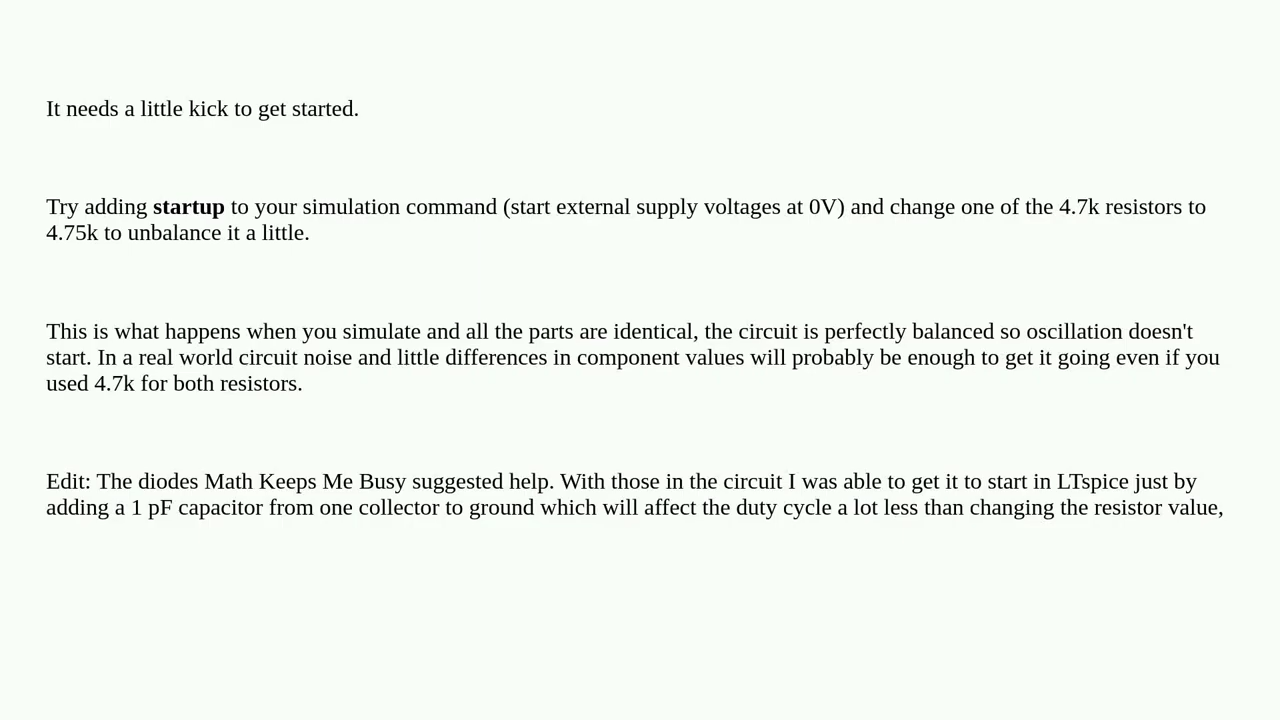 It needs a little kick to get started.
Try adding startup to your simulation command (start external supply voltages at 0V) and change one of the 4.7k resistors to
4.75k to unbalance it a little.
This is what happens when you simulate and all the parts are identical, the circuit is perfectly balanced so oscillation doesn't
start. In a real world circuit noise and little differences in component values will probably be enough to get it going even if you
used 4.7k for both resistors.
Edit: The diodes Math Keeps Me Busy suggested help. With those in the circuit I was able to get it to start in LTspice just by
adding a 1 pF capacitor from one collector to ground which will affect the duty cycle a lot less than changing the resistor value,